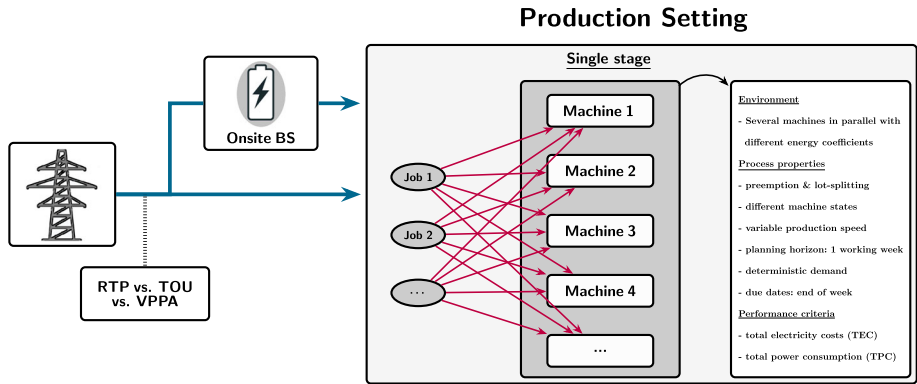 Production Setting
Single stage
Onsite BS
RTP vs. TOU
vs. VPPA
Job 1
Job 2
...
Machine 1
Machine 2
Machine 3
Machine 4
...
Environment
- Several machines in parallel with
different energy coefficients
Process properties
- preemption & lot-splitting
- different machine states
- variable production speed
- planning horizon: 1 working week
- deterministic demand
- due dates: end of week
Performance criteria
- total electricity costs (TEC)
- total power consumption (TPC)